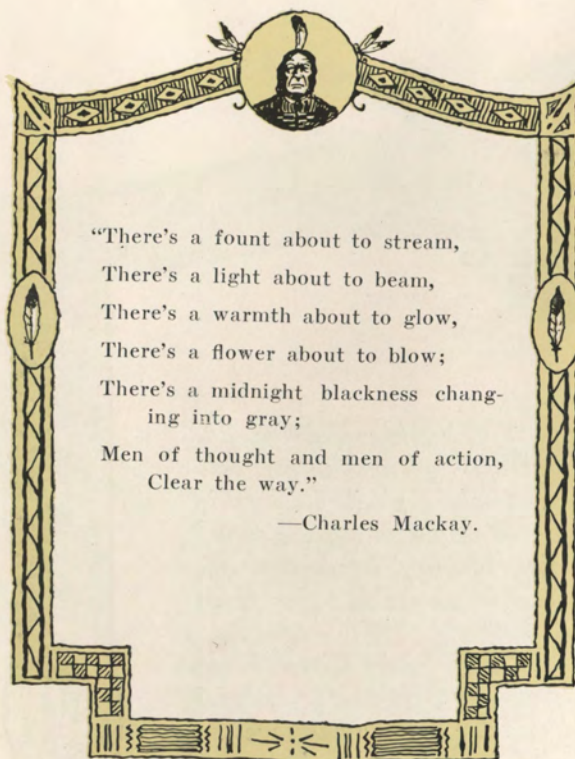 “There's a fount about to stream,
There's a light about to beam,
There's a warmth about to glow,
There's a flower about to blow;
There's a midnight blackness chang-
ing into gray;
Men of thought and men of action,
Clear the way.”
—Charles Mackay.